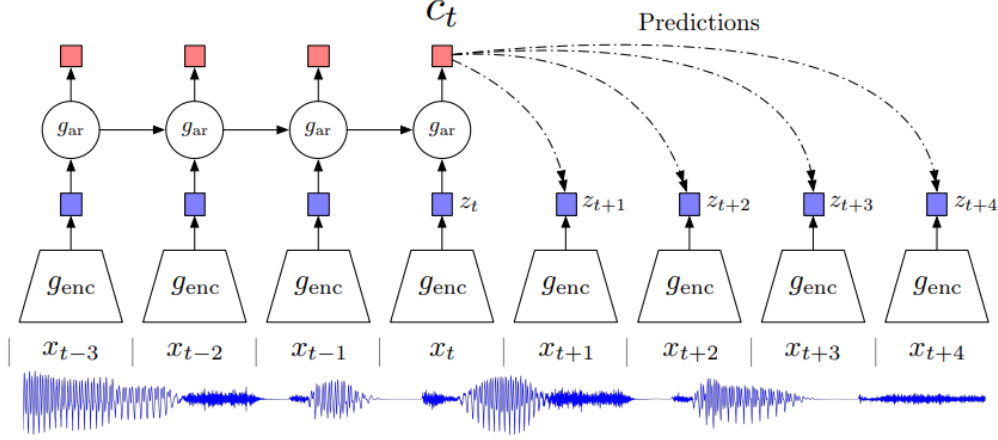 c_t
Predictions
g_ar g_ar g_ar g_ar
z_t z_{t+1} z_{t+2} z_{t+3} z_{t+4}
g_enc g_enc g_enc g_enc g_enc g_enc g_enc g_enc
| x_{t-3} | x_{t-2} | x_{t-1} | x_t | x_{t+1} | x_{t+2} | x_{t+3} | x_{t+4}